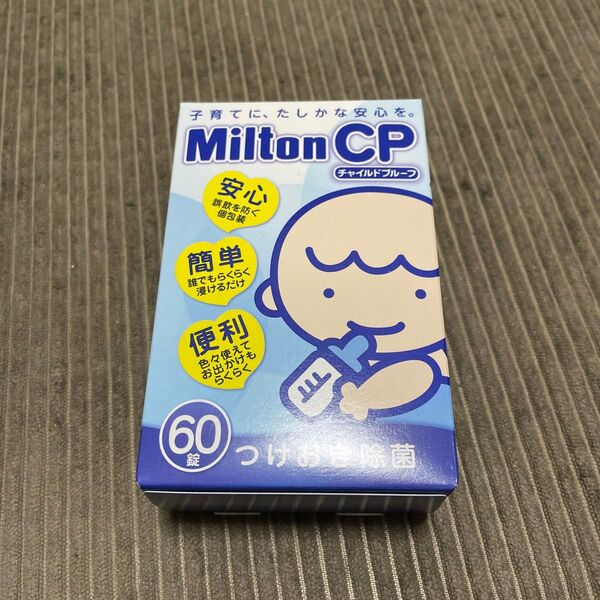 子育てに、たしかな安心を。
Milton CP
チャイルドプルーフ
安心
誤飲を防ぐ
個包装
簡単
誰でもらくらく
浸けるだけ
便利
色々使えて
お出かけも
らくらく
60
錠
つけおき除菌